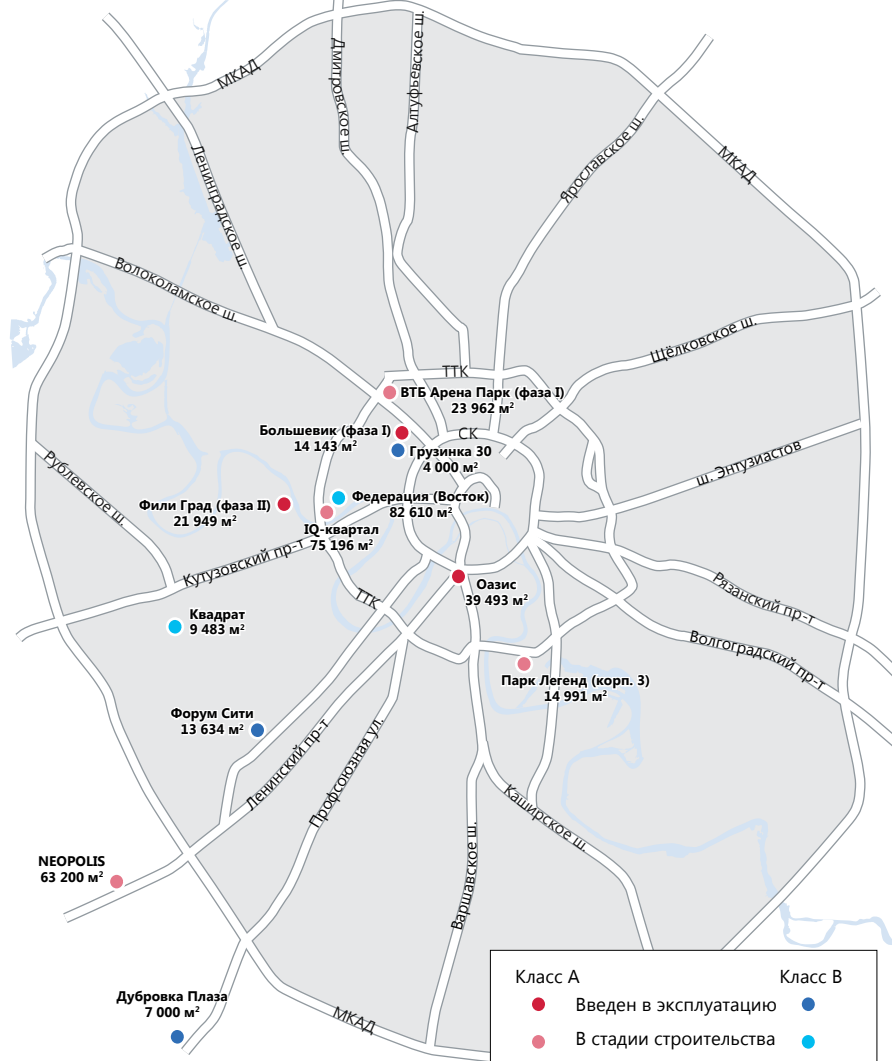 МКАД
Дмитровское ш.
Алтуфьевское ш.
Ярославское ш.
МКАД
Ленинградское ш.
Волоколамское ш.
Щёлковское ш.
ТТК
ВТБ Арена Парк (фаза I)
23 962 м²
Большевик (фаза I)
14 143 м²
СК
Грузинка 30
4 000 м²
ш. Энтузиастов
Рублевское ш.
Фили Град (фаза II)
21 949 м²
Федерация (Восток)
82 610 м²
IQ-квартал
75 196 м²
Кутузовский пр-т
ТТК
Оазис
39 493 м²
Рязанский пр-т
Квадрат
9 483 м²
Волгоградский пр-т
Парк Легенд (корп. 3)
14 991 м²
Форум Сити
13 634 м²
Ленинский пр-т
Профсоюзная ул.
Каширское ш.
Варшавское ш.
NEOPOLIS
63 200 м²
Дубровка Плаза
7 000 м²
МКАД
Класс А Класс В
Введен в эксплуатацию
В стадии строительства